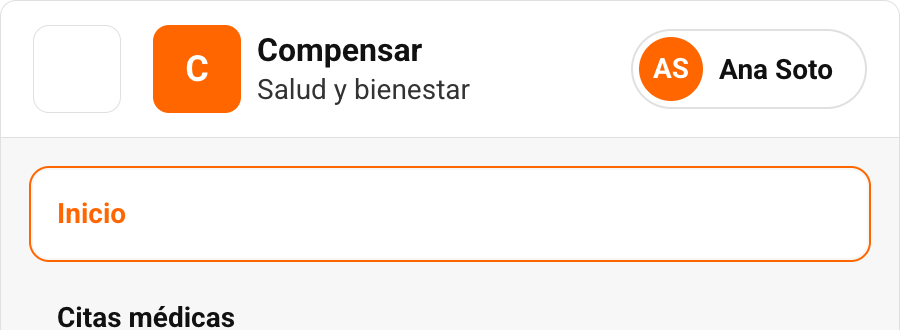 C
Compensar
Salud y bienestar
AS
Ana Soto
Inicio
Citas médicas